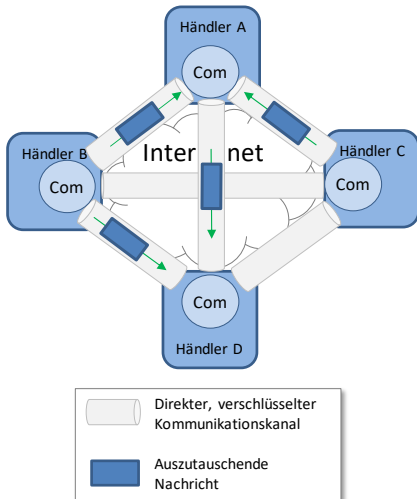 Händler A
Com
Händler B
Com
Inter net
Händler C
Com
Com
Händler D
Direkter, verschlüsselter
Kommunikationskanal
Auszutauschende
Nachricht